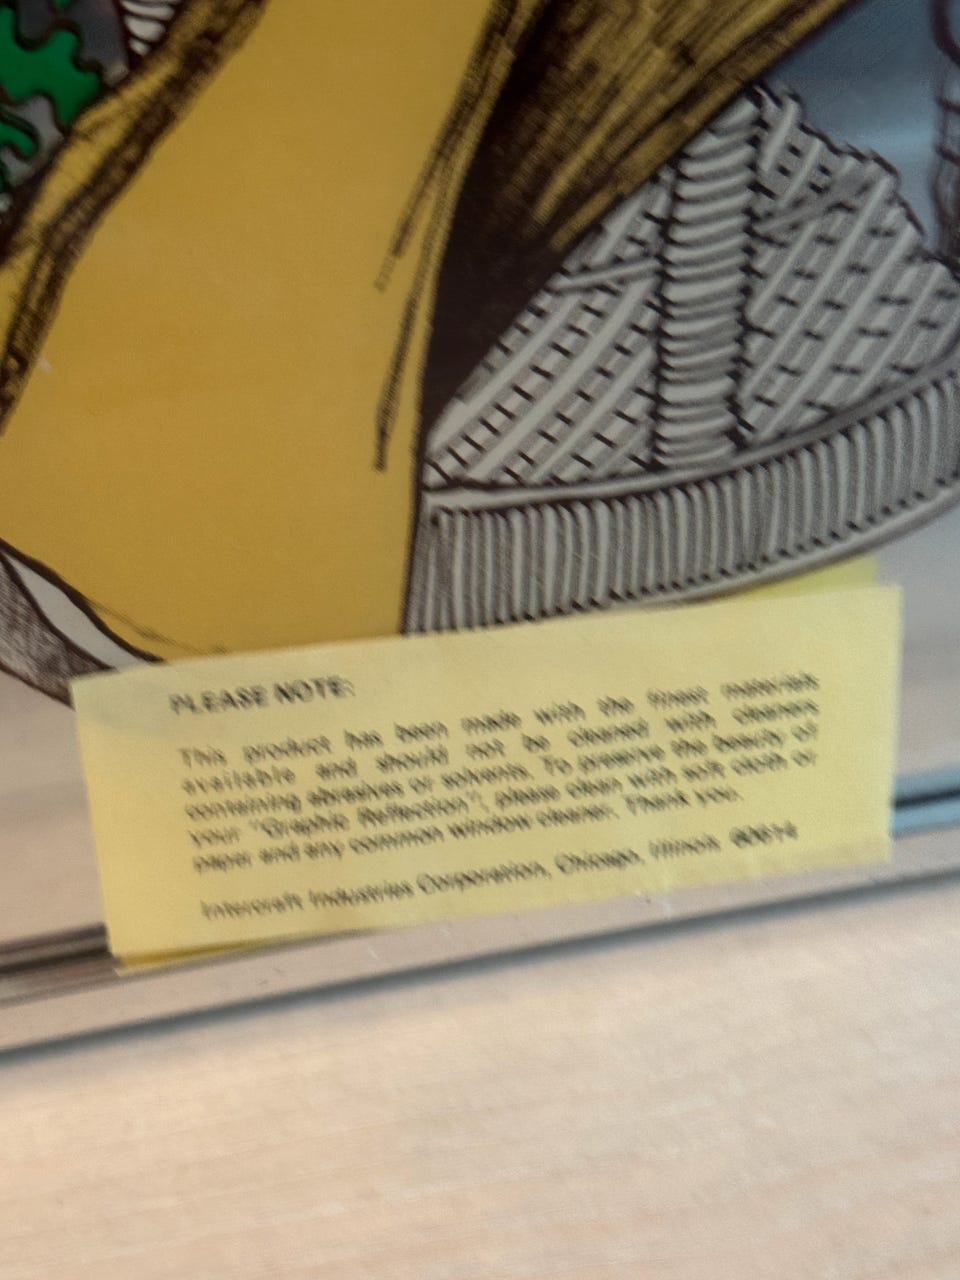 PLEASE NOTE:
This product has been made with the finest materials
available and should not be cleaned with cleaners
containing abrasives or solvents. To preserve the beauty of
your "Graphic Reflection", please clean with soft cloth or
paper and any common window cleaner. Thank you.
Intercraft Industries Corporation, Chicago, Illinois 60614